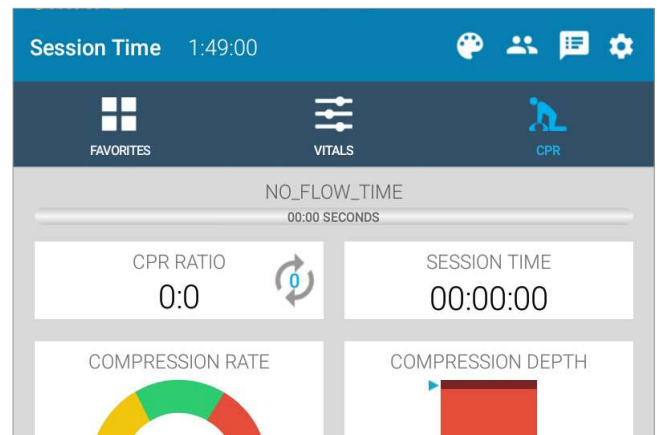 Session Time 1:49:00
FAVORITES VITALS CPR
NO_FLOW_TIME
00:00 SECONDS
CPR RATIO
0:0
0
SESSION TIME
00:00:00
COMPRESSION RATE
COMPRESSION DEPTH